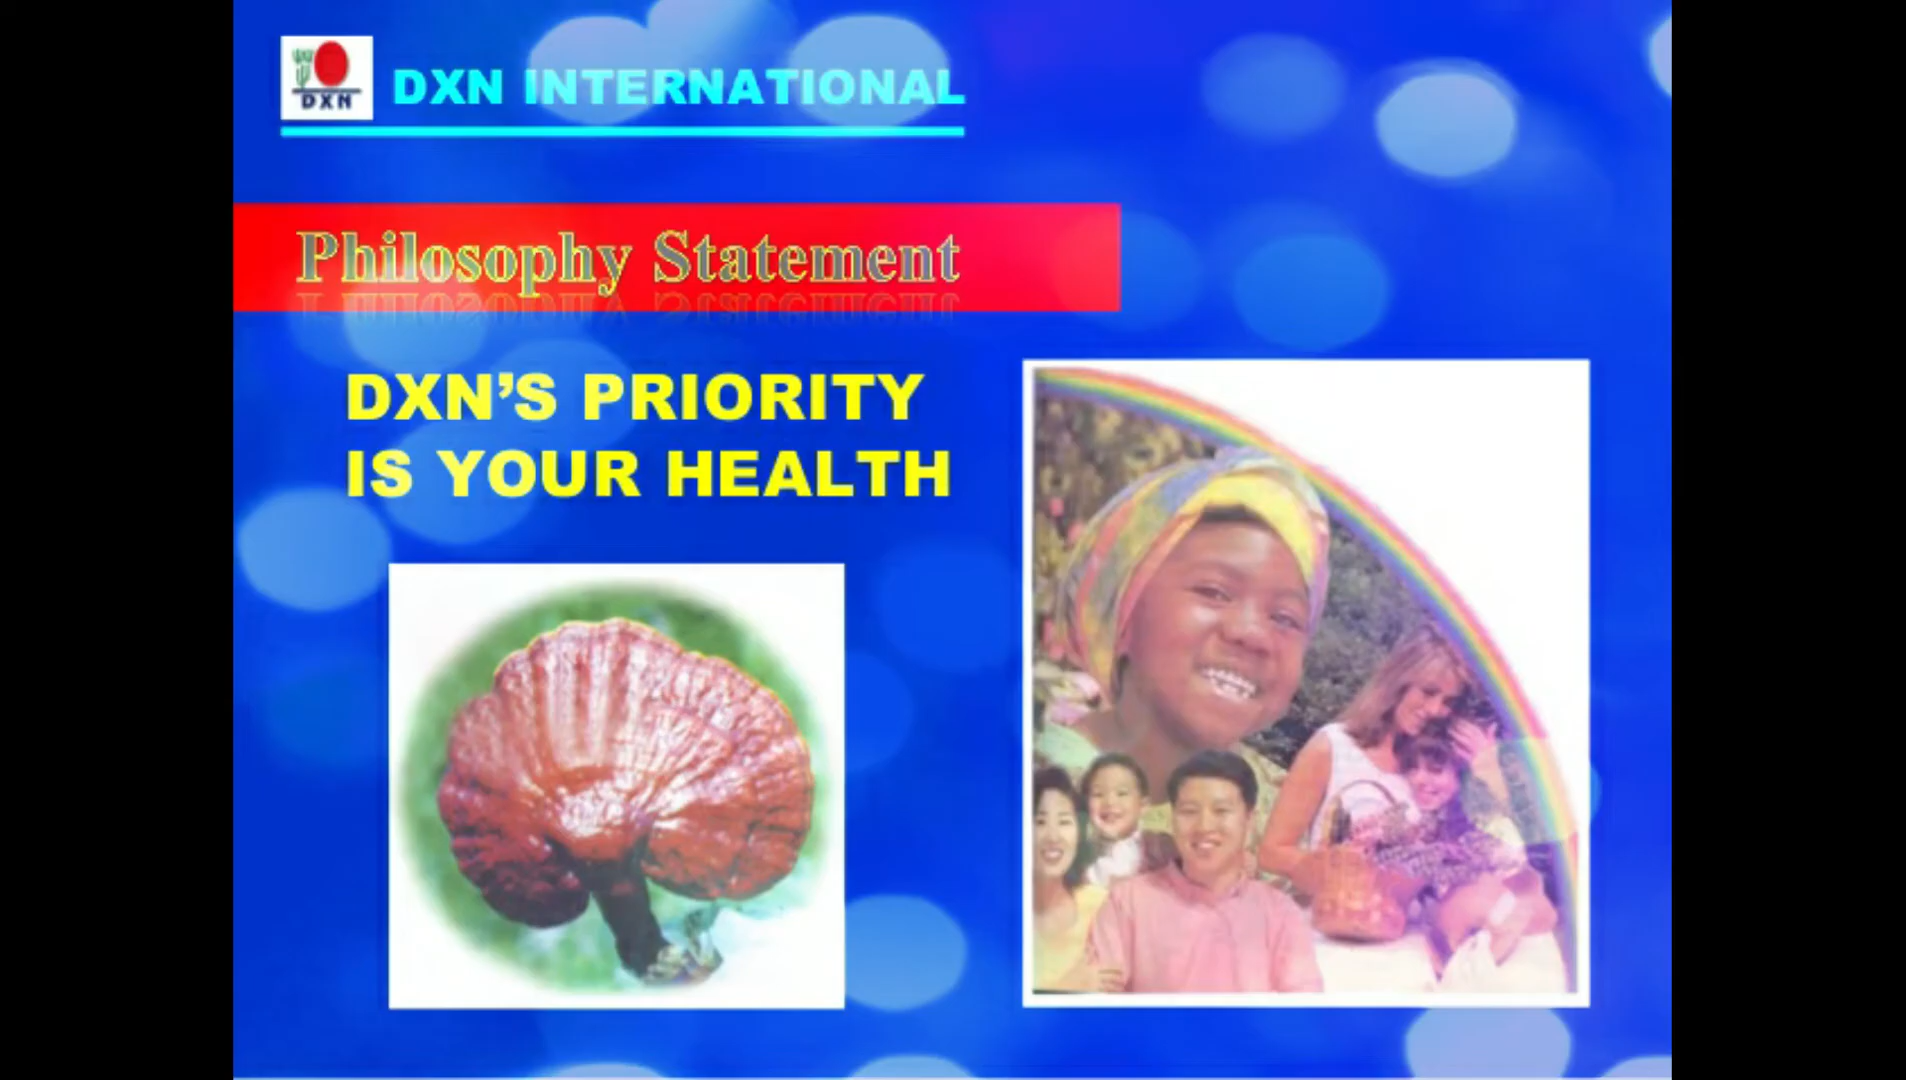 DXN
DXN INTERNATIONAL
Philosophy Statement
DXN’S PRIORITY
IS YOUR HEALTH